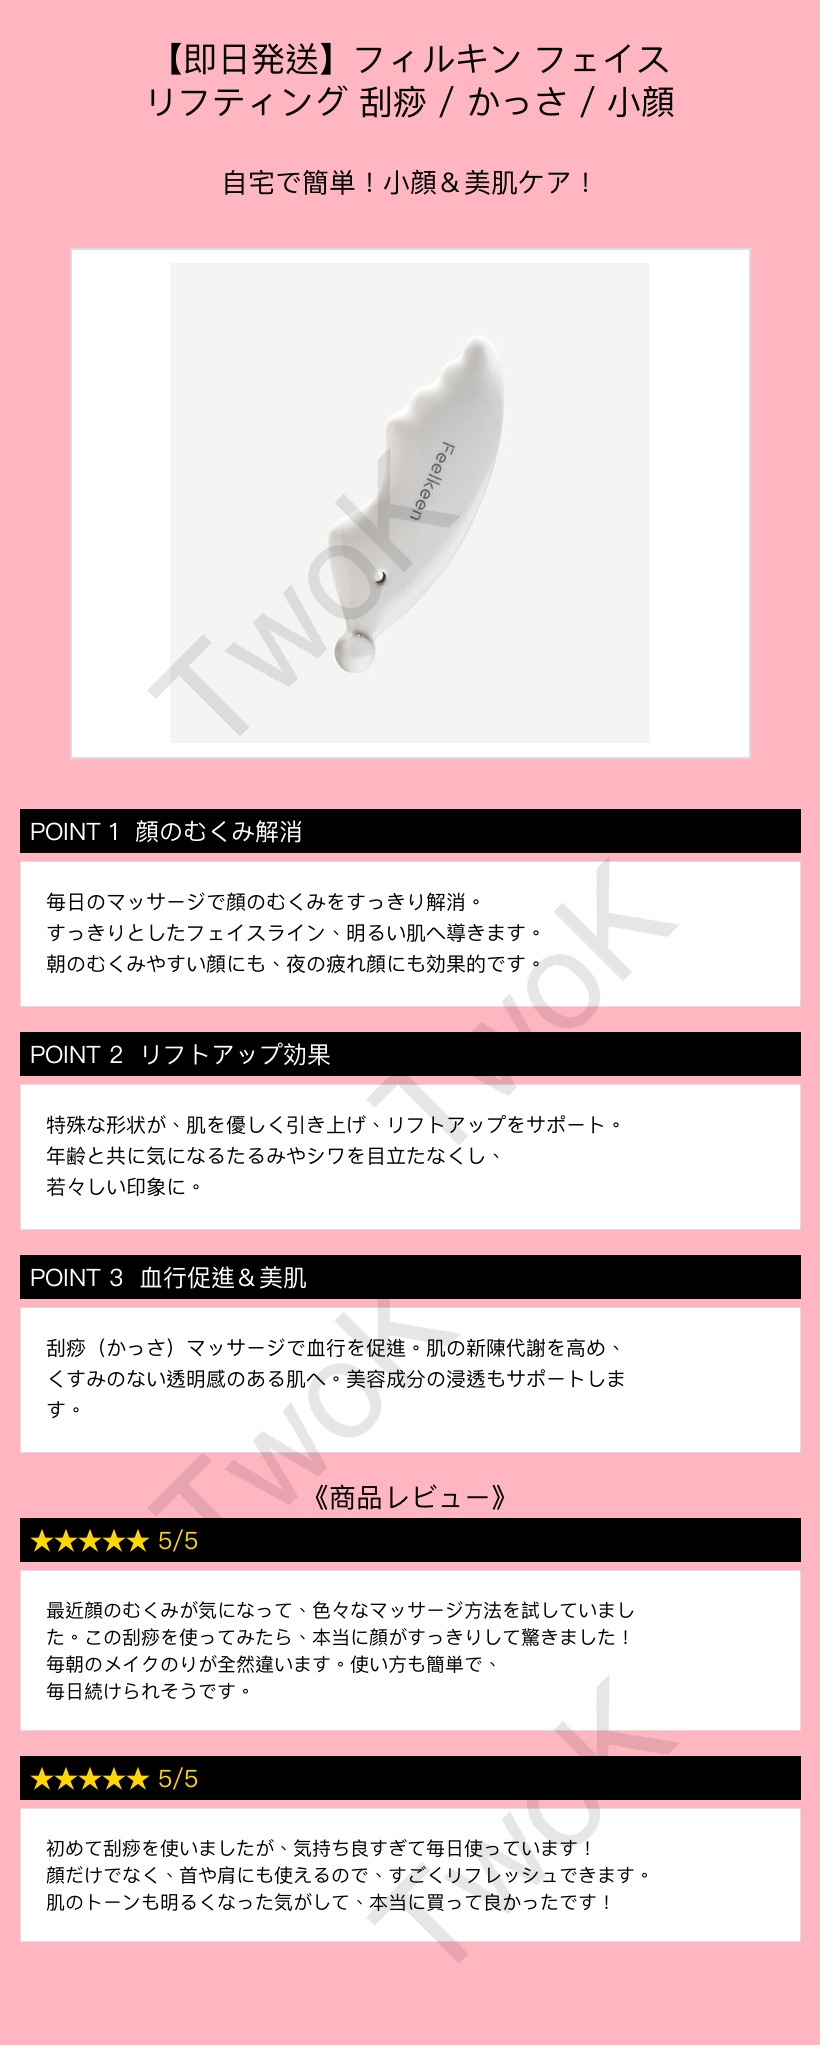 【即日発送】フィルキン フェイス
リフティング 刮痧 / かっさ / 小顔
自宅で簡単！小顔＆美肌ケア！
Feelkeen
TwoK
POINT 1 顔のむくみ解消
毎日のマッサージで顔のむくみをすっきり解消。
すっきりとしたフェイスライン、明るい肌へ導きます。
朝のむくみやすい顔にも、夜の疲れ顔にも効果的です。
TwoK
POINT 2 リフトアップ効果
特殊な形状が、肌を優しく引き上げ、リフトアップをサポート。
年齢と共に気になるたるみやシワを目立たなくし、
若々しい印象に。
POINT 3 血行促進＆美肌
刮痧（かっさ）マッサージで血行を促進。肌の新陳代謝を高め、
くすみのない透明感のある肌へ。美容成分の浸透もサポートしま
す。
TwoK
《商品レビュー》
★★★★★ 5/5
最近顔のむくみが気になって、色々なマッサージ方法を試していまし
た。この刮痧を使ってみたら、本当に顔がすっきりして驚きました！
毎朝のメイクのりが全然違います。使い方も簡単で、
毎日続けられそうです。
★★★★★ 5/5
初めて刮痧を使いましたが、気持ち良すぎて毎日使っています！
顔だけでなく、首や肩にも使えるので、すごくリフレッシュできます。
肌のトーンも明るくなった気がして、本当に買って良かったです！
TwoK